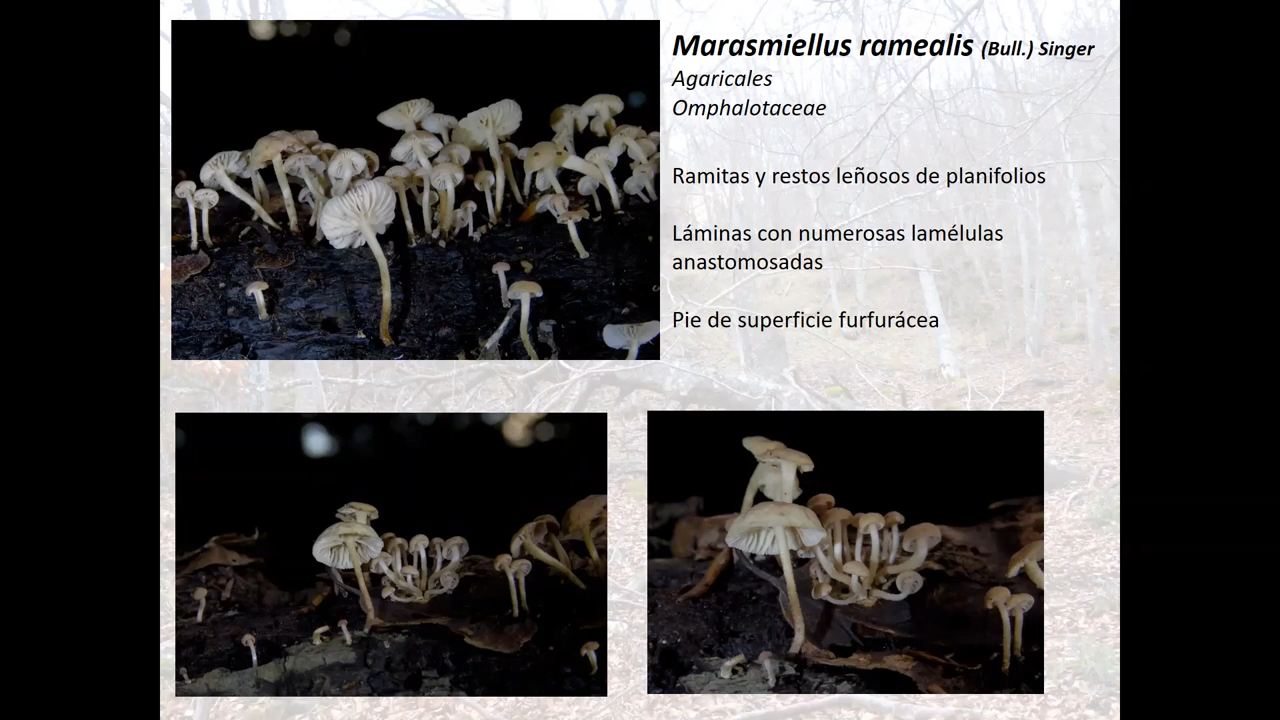 Marasmiellus ramealis (Bull.) Singer
Agaricales
Omphalotaceae
Ramitas y restos leñosos de planifolios
Láminas con numerosas lamélulas
anastomosadas
Pie de superficie furfurácea